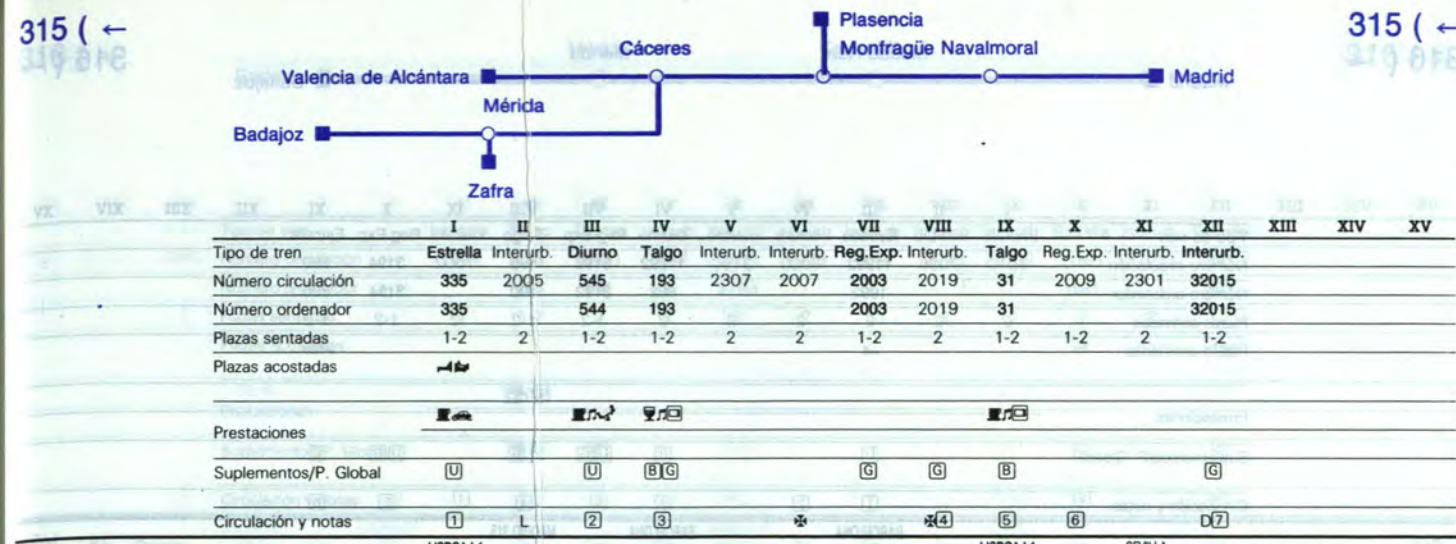 315 ( ←
315 ( ←
Plasencia
Cáceres
Monfragüe Navalmoral
Valencia de Alcántara
Madrid
Mérida
Badajoz
Zafra
I II III IV V VI VII VIII IX X XI XII XIII XIV XV
Tipo de tren Estrella Interurb. Diurno Talgo Interurb. Interurb. Reg.Exp. Interurb. Talgo Reg.Exp. Interurb. Interurb.
Número circulación 335 2005 545 193 2307 2007 2003 2019 31 2009 2301 32015
Número ordenador 335 544 193 2003 2019 31 32015
Plazas sentadas 1-2 2 1-2 1-2 2 2 1-2 2 1-2 1-2 2 1-2
Plazas acostadas
Prestaciones
Suplementos/P. Global U U B G G G B G
Circulación y notas 1 L 2 3 ✠ ✠ 4 5 6 D 7